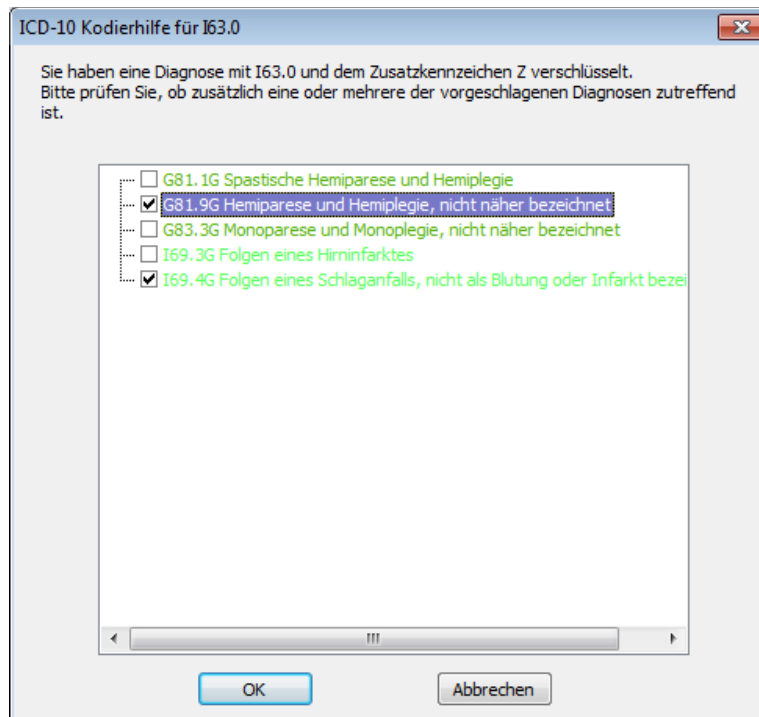 ICD-10 Kodierhilfe für I63.0
Sie haben eine Diagnose mit I63.0 und dem Zusatzkennzeichen Z verschlüsselt.
Bitte prüfen Sie, ob zusätzlich eine oder mehrere der vorgeschlagenen Diagnosen zutreffend
ist.
G81.1G Spastische Hemiparese und Hemiplegie
G81.9G Hemiparese und Hemiplegie, nicht näher bezeichnet
G83.3G Monoparese und Monoplegie, nicht näher bezeichnet
I69.3G Folgen eines Hirninfarktes
I69.4G Folgen eines Schlaganfalls, nicht als Blutung oder Infarkt bezei
OK
Abbrechen